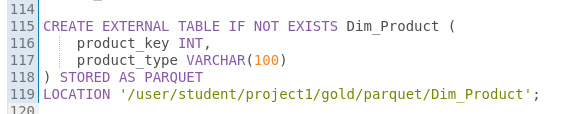 114
115 CREATE EXTERNAL TABLE IF NOT EXISTS Dim_Product (
116     product_key INT,
117     product_type VARCHAR(100)
118 ) STORED AS PARQUET
119 LOCATION '/user/student/project1/gold/parquet/Dim_Product';
120